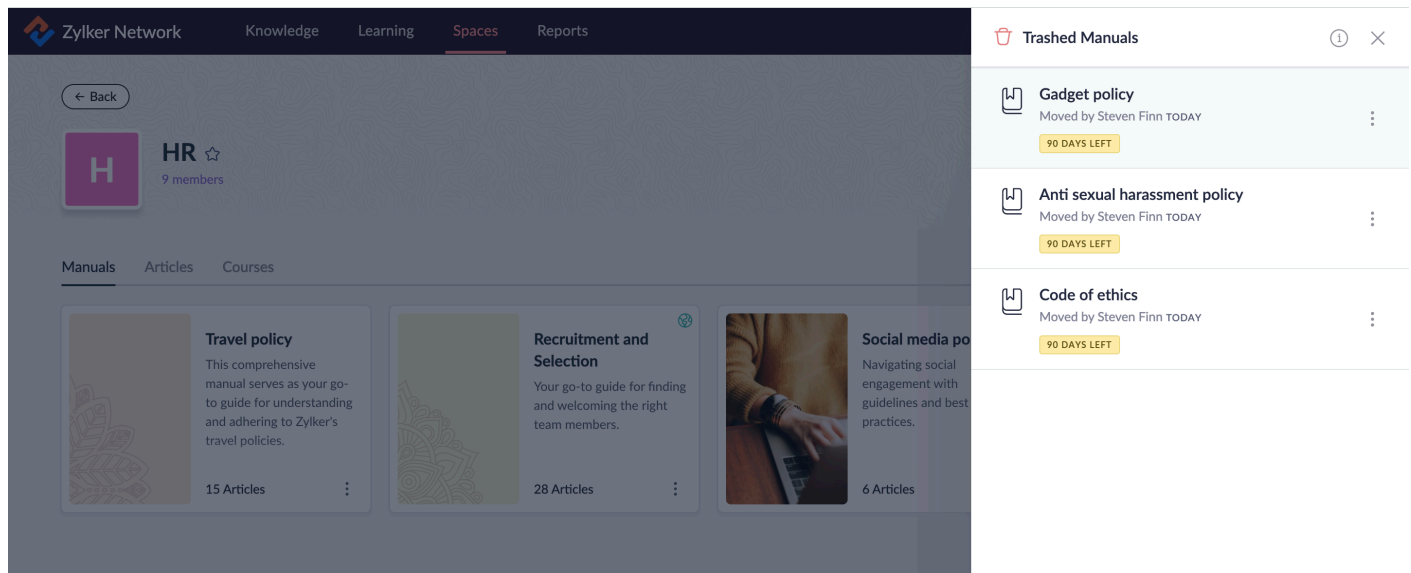 Zylker Network
Knowledge
Learning
Spaces
Reports
← Back
H
HR
9 members
Manuals
Articles
Courses
Travel policy
This comprehensive
manual serves as your go-
to guide for understanding
and adhering to Zylker's
travel policies.
15 Articles
Recruitment and
Selection
Your go-to guide for finding
and welcoming the right
team members.
28 Articles
Social media po
Navigating social
engagement with
guidelines and best
practices.
6 Articles
Trashed Manuals
Gadget policy
Moved by Steven Finn TODAY
90 DAYS LEFT
Anti sexual harassment policy
Moved by Steven Finn TODAY
90 DAYS LEFT
Code of ethics
Moved by Steven Finn TODAY
90 DAYS LEFT